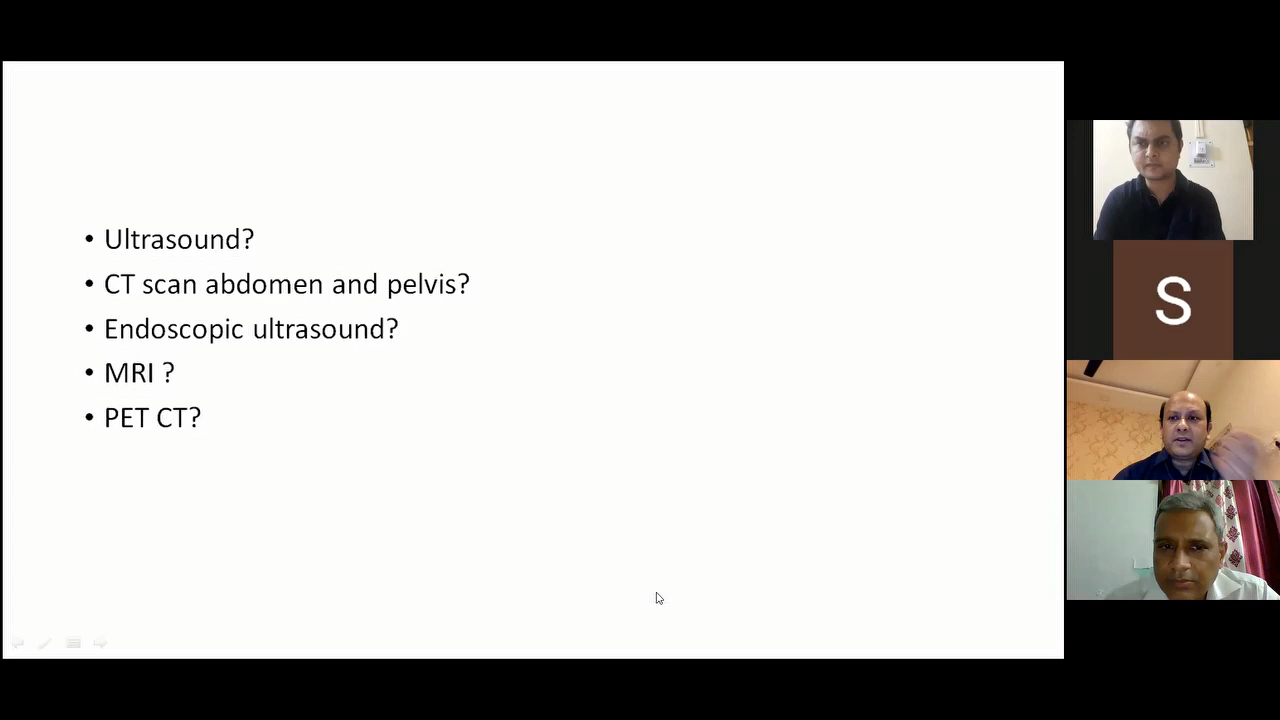 • Ultrasound?
• CT scan abdomen and pelvis?
• Endoscopic ultrasound?
• MRI ?
• PET CT?
S